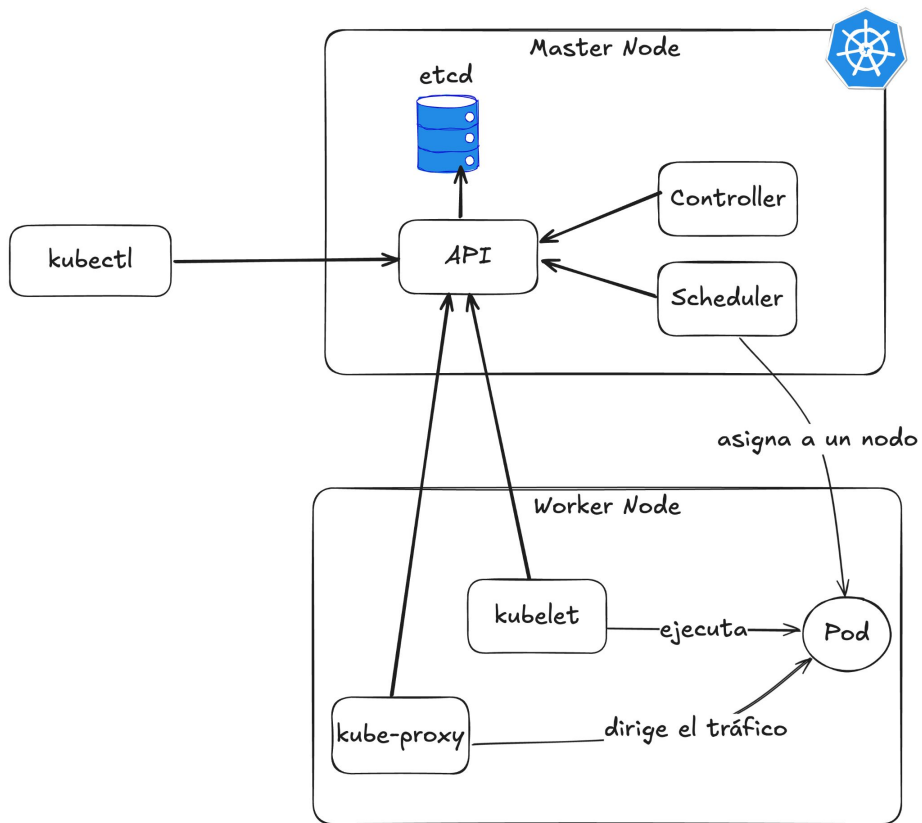 Master Node
etcd
Controller
kubectl
API
Scheduler
asigna a un nodo
Worker Node
kubelet
ejecuta
Pod
kube-proxy
dirige el tráfico